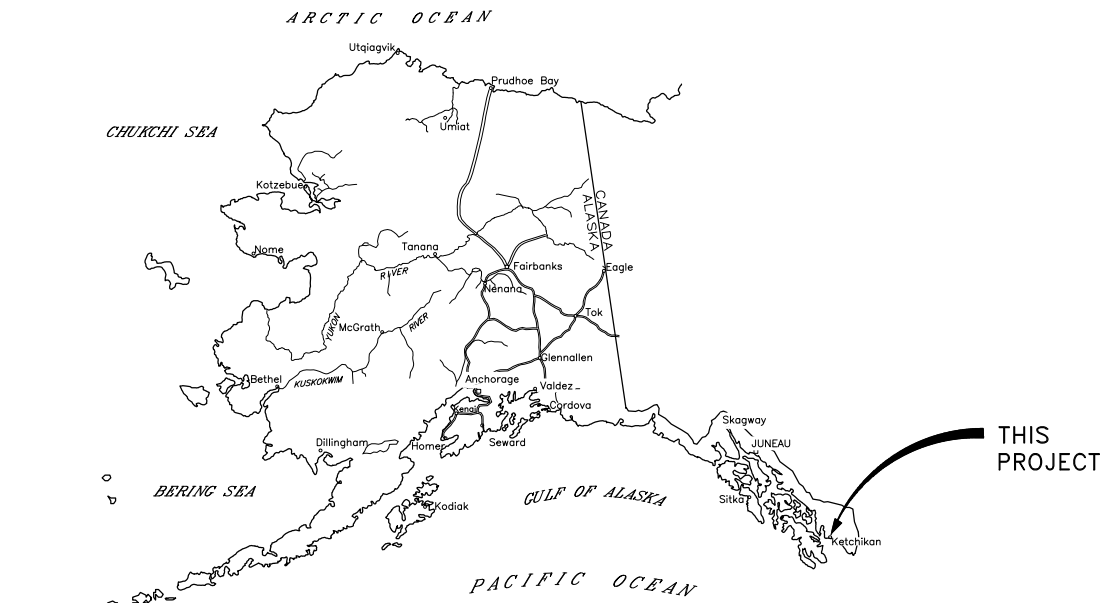 ARCTIC OCEAN
Utqiagvik
Prudhoe Bay
CHUKCHI SEA
Umiat
Kotzebue
CANADA
ALASKA
Nome
Tanana
RIVER
Fairbanks
Eagle
Nenana
Tok
YUKON
McGrath
RIVER
Glennallen
Bethel
KUSKOKWIM
Anchorage
Valdez
Kenai
Cordova
Skagway
THIS
PROJECT
Dillingham
Homer
Seward
JUNEAU
BERING SEA
GULF OF ALASKA
Sitka
Kodiak
Ketchikan
PACIFIC OCEAN